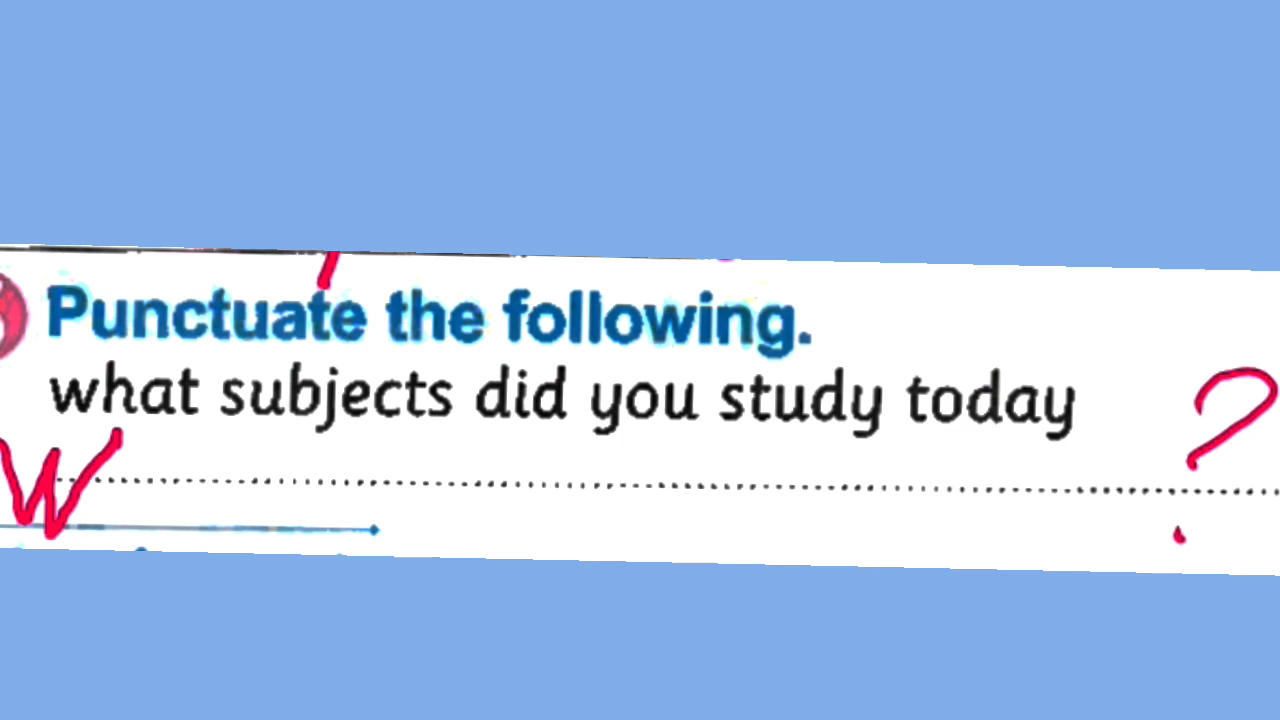 Punctuate the following.
what subjects did you study today
W ?